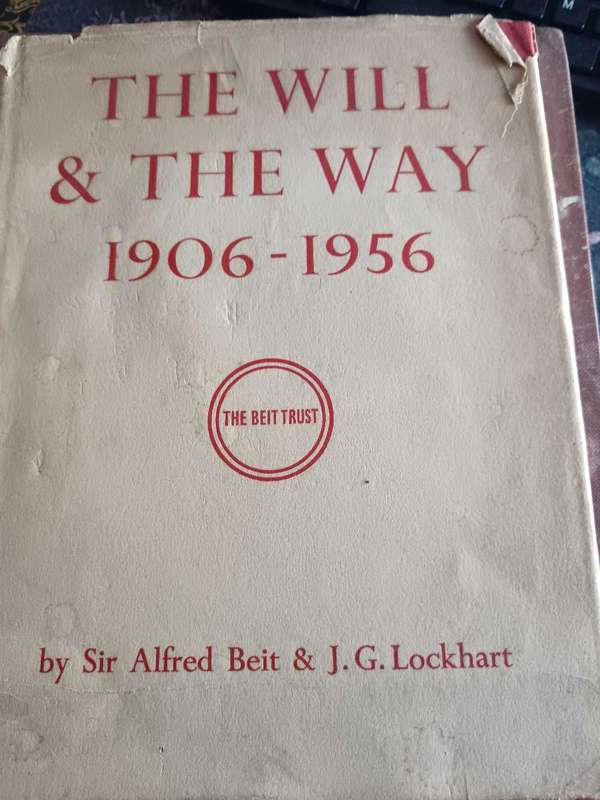 THE WILL
& THE WAY
1906-1956
THE BEIT TRUST
by Sir Alfred Beit & J. G. Lockhart
M